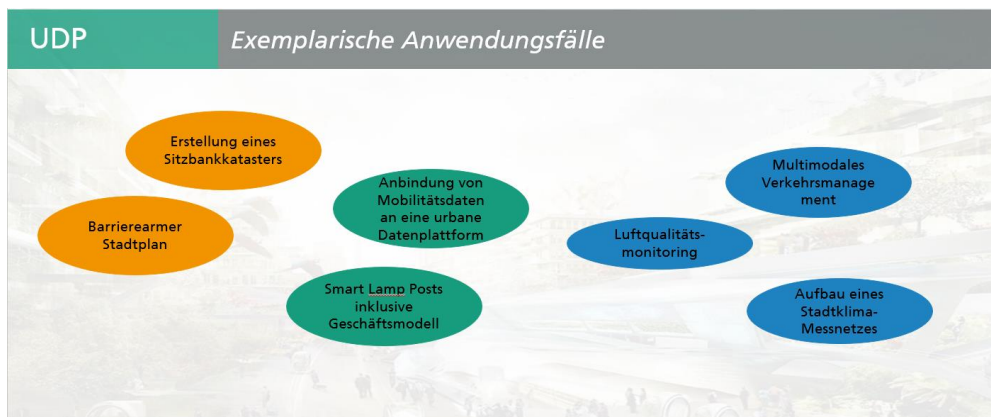 UDP
Exemplarische Anwendungsfälle
Erstellung eines
Sitzbankkatasters
Barrierearmer
Stadtplan
Anbindung von
Mobilitätsdaten
an eine urbane
Datenplattform
Smart Lamp Posts
inklusive
Geschäftsmodell
Luftqualitäts-
monitoring
Multimodales
Verkehrsmanage
ment
Aufbau eines
Stadtklima-
Messnetzes